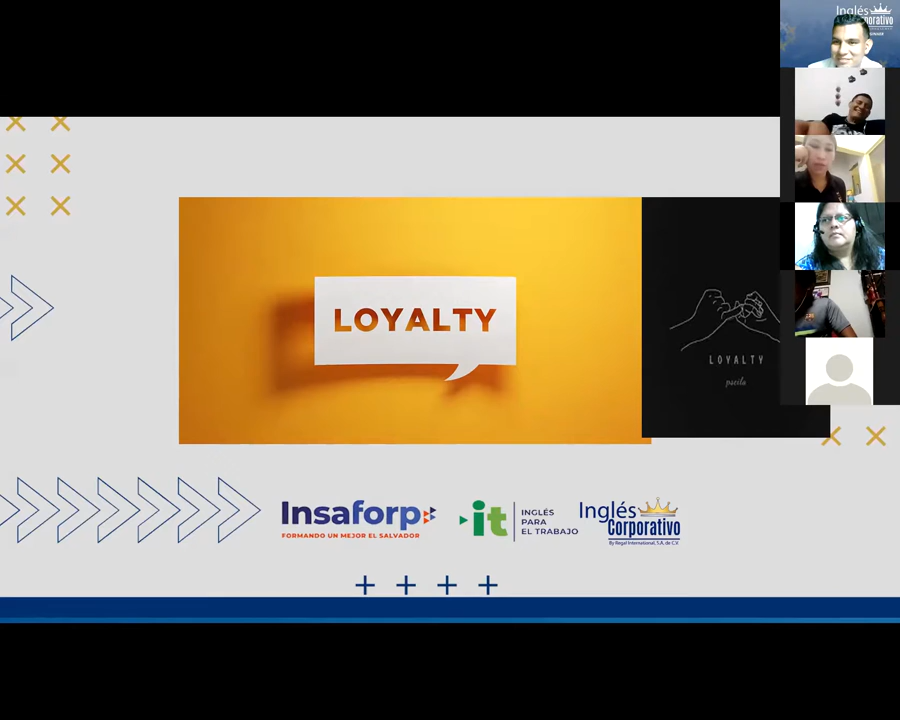 Inglés
Corporativo
LOYALTY
LOYALTY
Insaforp
FORMANDO UN MEJOR EL SALVADOR
it
INGLÉS
PARA
EL TRABAJO
Inglés
Corporativo
By Regal International, S.A. de C.V.